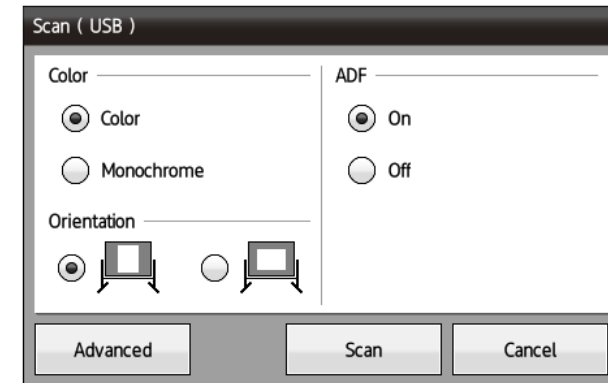 Scan ( USB )
Color
Color
Monochrome
Orientation
ADF
On
Off
Advanced
Scan
Cancel